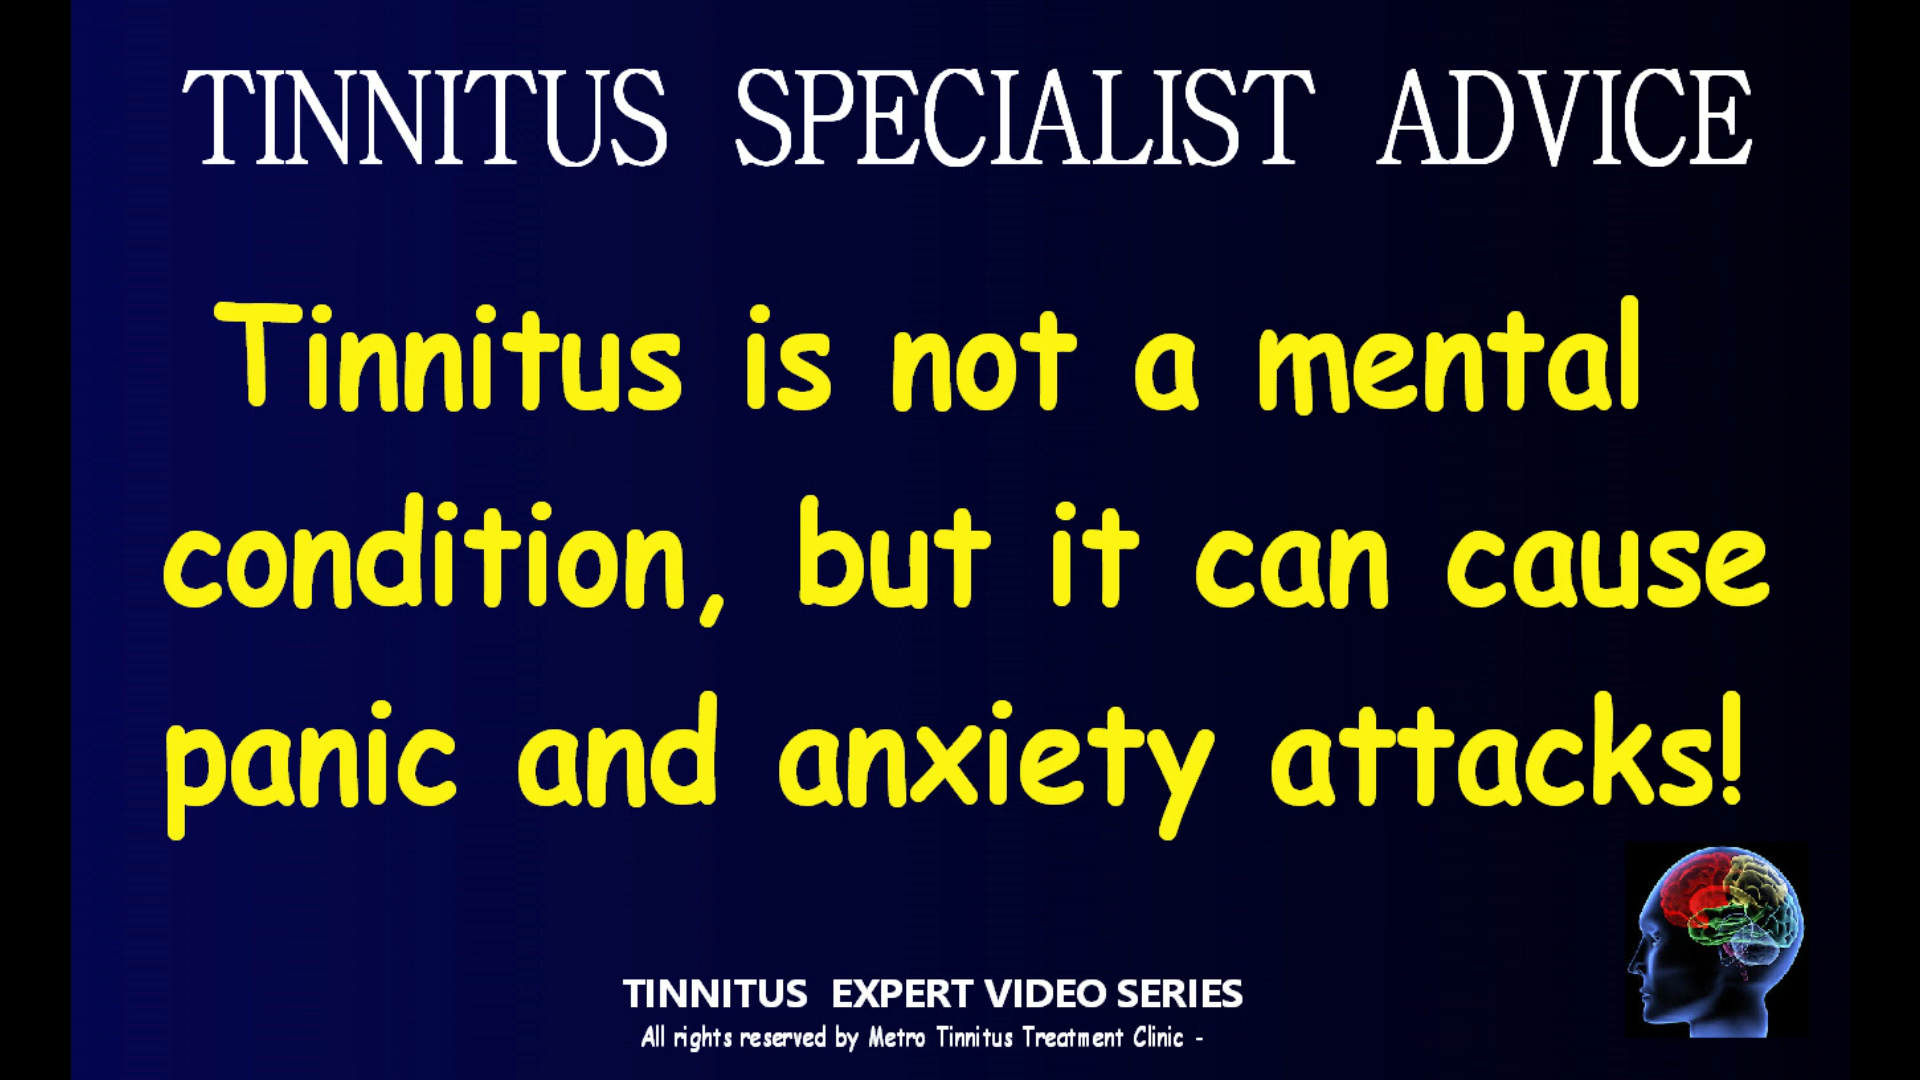 TINNITUS SPECIALIST ADVICE
Tinnitus is not a mental
condition, but it can cause
panic and anxiety attacks!
TINNITUS EXPERT VIDEO SERIES
All rights reserved by Metro Tinnitus Treatment Clinic -